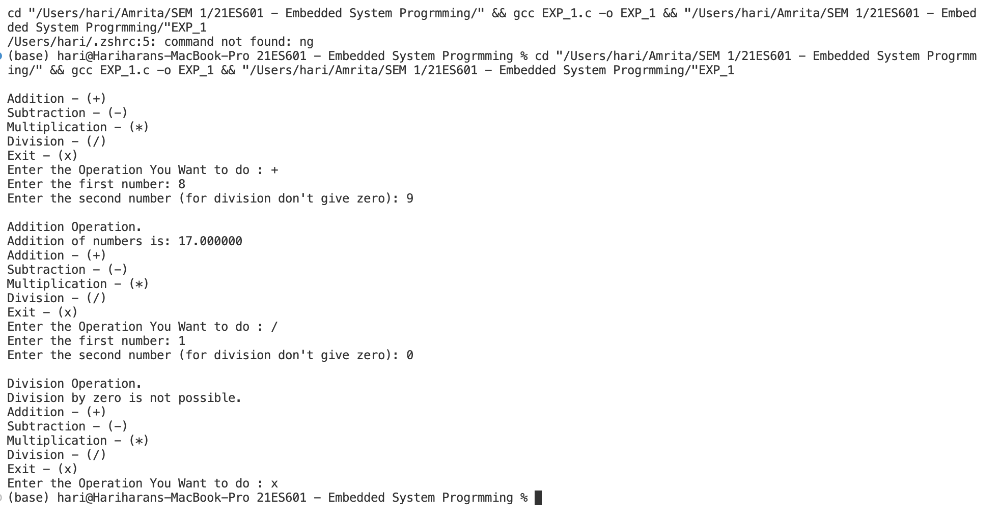 cd "/Users/hari/Amrita/SEM 1/21ES601 – Embedded System Progrmming/" && gcc EXP_1.c -o EXP_1 && "/Users/hari/Amrita/SEM 1/21ES601 – Embed
ded System Progrmming/"EXP_1
/Users/hari/.zshrc:5: command not found: ng
(base) hari@Hariharans-MacBook-Pro 21ES601 – Embedded System Progrmming % cd "/Users/hari/Amrita/SEM 1/21ES601 – Embedded System Progrmm
ing/" && gcc EXP_1.c -o EXP_1 && "/Users/hari/Amrita/SEM 1/21ES601 – Embedded System Progrmming/"EXP_1
Addition - (+)
Subtraction - (-)
Multiplication - (*)
Division - (/)
Exit - (x)
Enter the Operation You Want to do : +
Enter the first number: 8
Enter the second number (for division don't give zero): 9
Addition Operation.
Addition of numbers is: 17.000000
Addition - (+)
Subtraction - (-)
Multiplication - (*)
Division - (/)
Exit - (x)
Enter the Operation You Want to do : /
Enter the first number: 1
Enter the second number (for division don't give zero): 0
Division Operation.
Division by zero is not possible.
Addition - (+)
Subtraction - (-)
Multiplication - (*)
Division - (/)
Exit - (x)
Enter the Operation You Want to do : x
(base) hari@Hariharans-MacBook-Pro 21ES601 – Embedded System Progrmming %